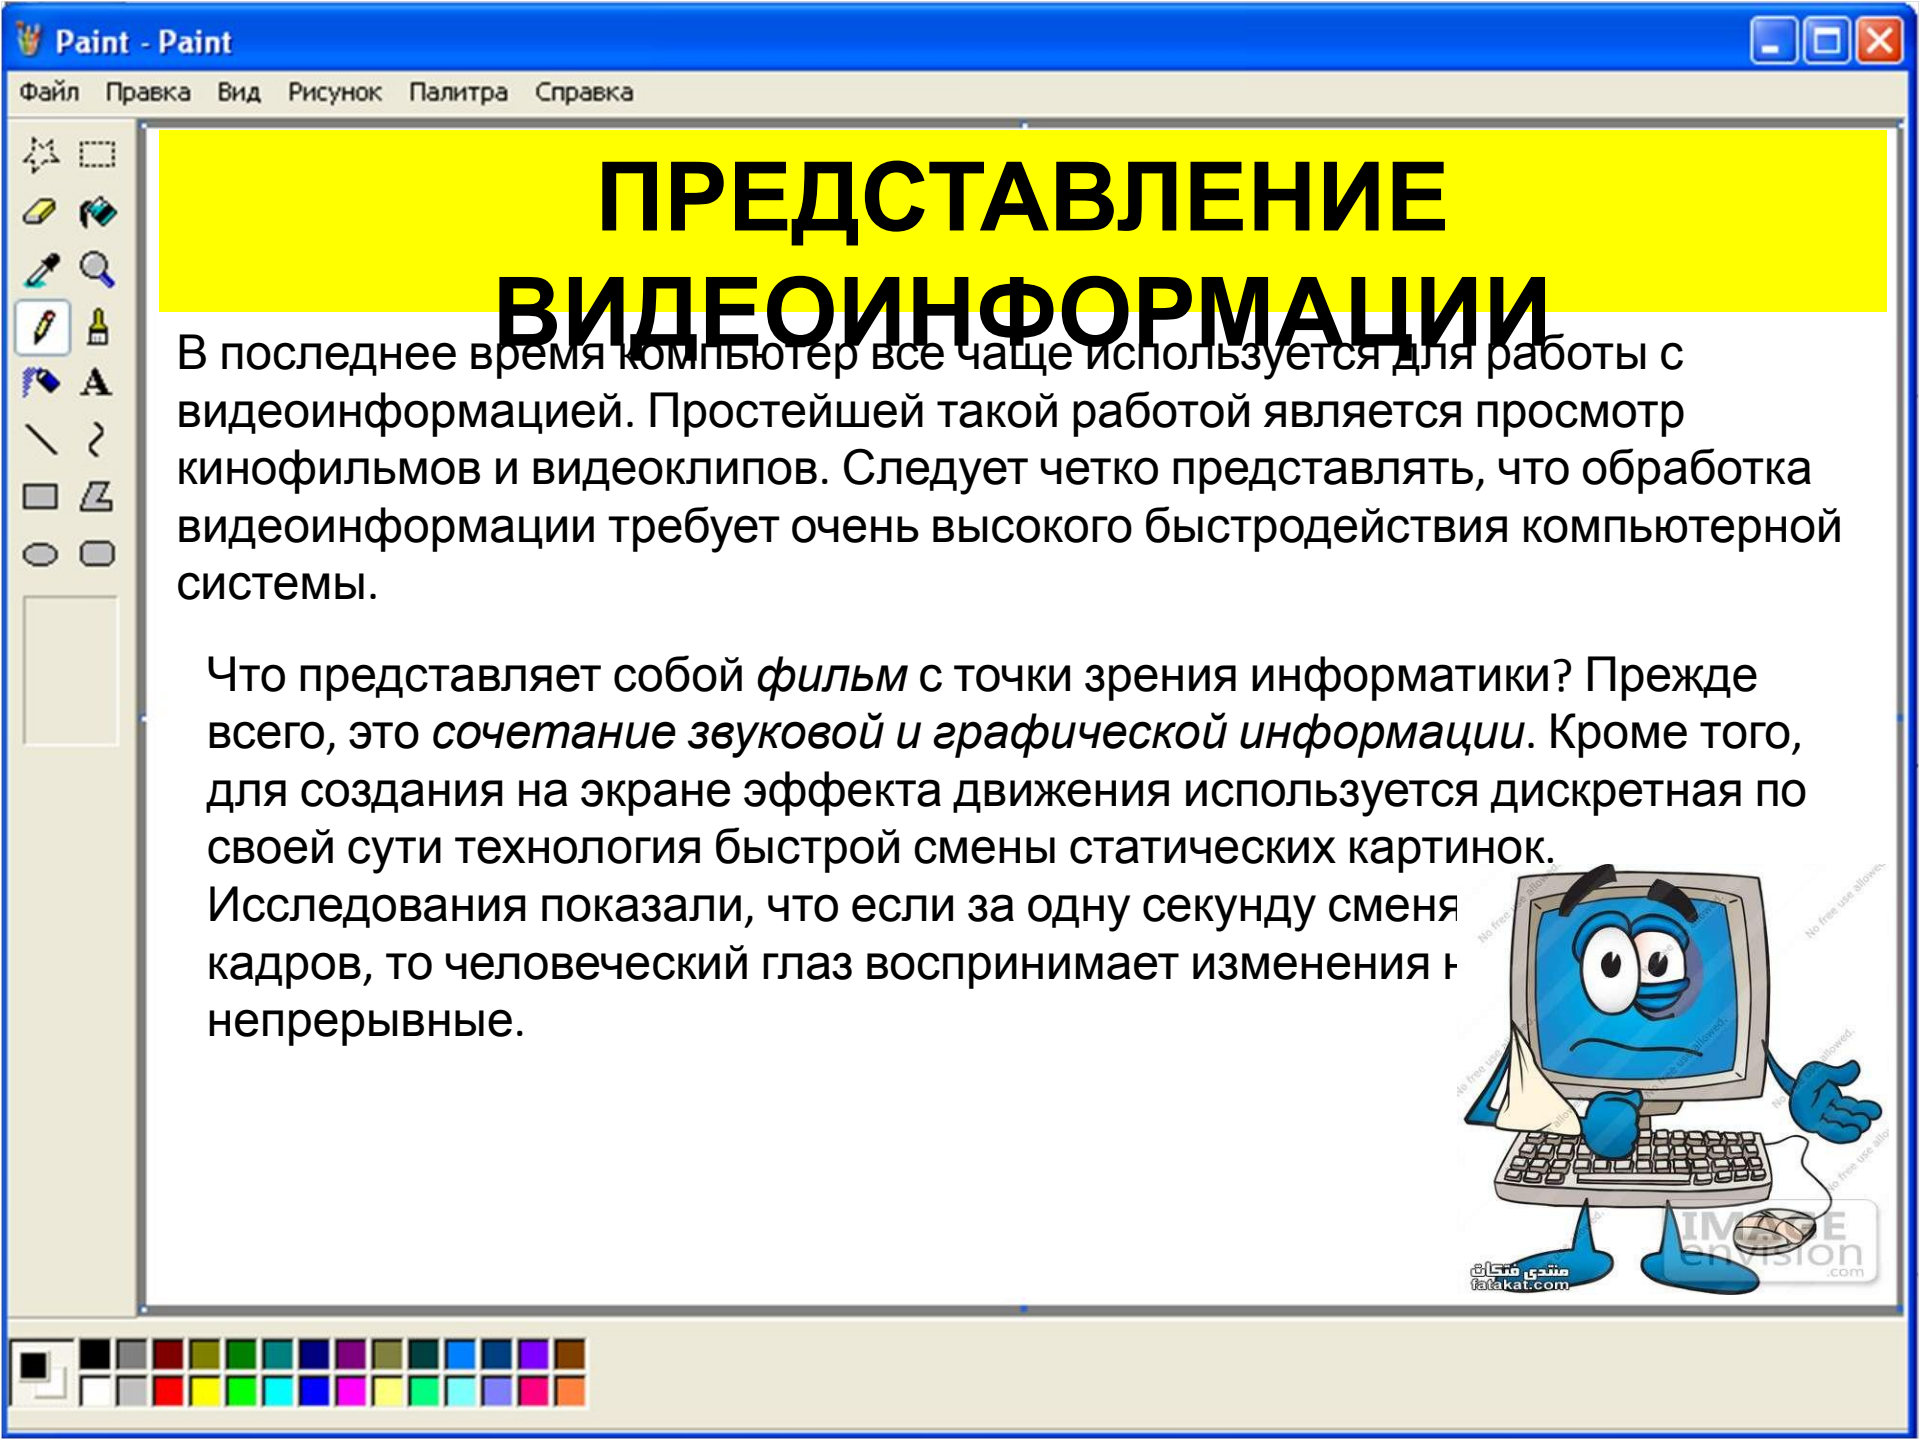 Paint - Paint
Файл Правка Вид Рисунок Палитра Справка
ПРЕДСТАВЛЕНИЕ
ВИДЕОИНФОРМАЦИИ
В последнее время компьютер все чаще используется для работы с
видеоинформацией. Простейшей такой работой является просмотр
кинофильмов и видеоклипов. Следует четко представлять, что обработка
видеоинформации требует очень высокого быстродействия компьютерной
системы.
Что представляет собой фильм с точки зрения информатики? Прежде
всего, это сочетание звуковой и графической информации. Кроме того,
для создания на экране эффекта движения используется дискретная по
своей сути технология быстрой смены статических картинок.
Исследования показали, что если за одну секунду сменя
кадров, то человеческий глаз воспринимает изменения н
непрерывные.
A
No free use allowed.
IMAGE
envision
.com
منتدى فتكات
fatakat.com